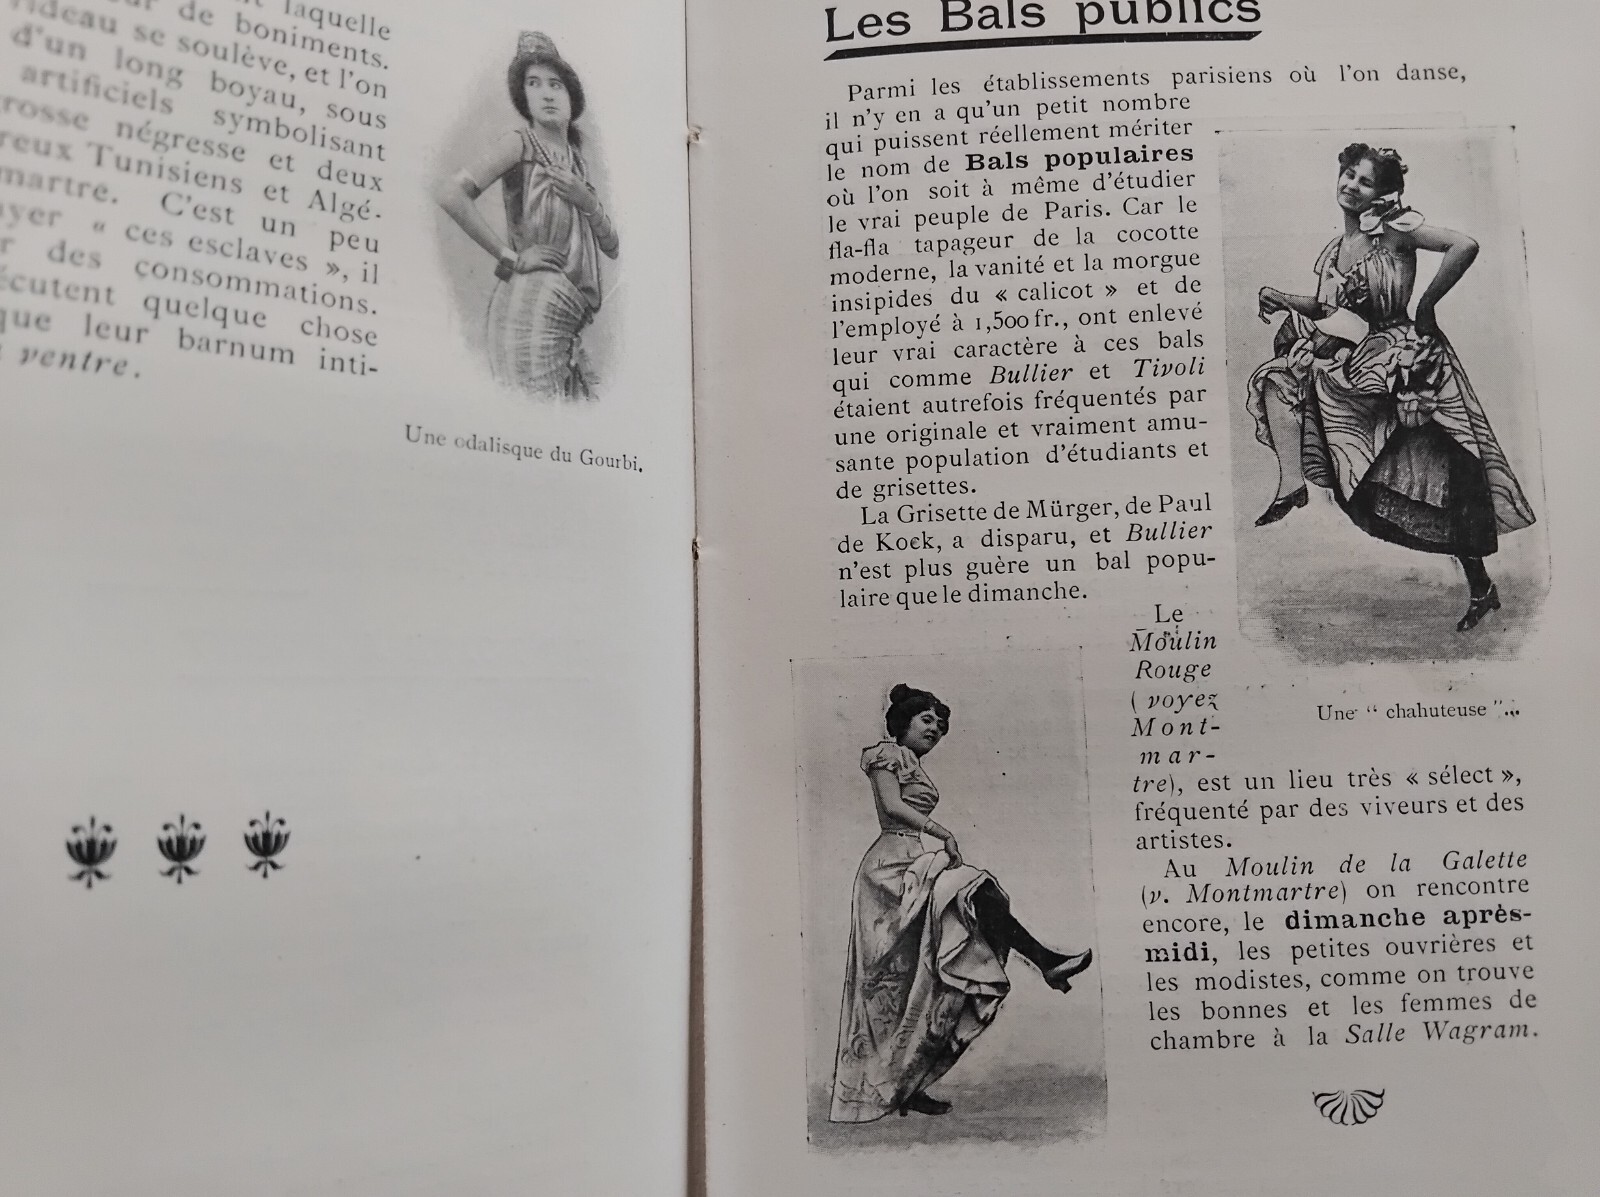 laquelle
de boniments.
rideau se soulève, et l'on
d'un long boyau, sous
artificiels symbolisant
rosse négresse et deux
reux Tunisiens et Algé-
martre. C'est un peu
ayer « ces esclaves », il
r des consommations.
cutent quelque chose
que leur barnum inti-
ventre.
Une odalisque du Gourbi.
Les Bals publics
Parmi les établissements parisiens où l'on danse,
il n'y en a qu'un petit nombre
qui puissent réellement mériter
le nom de Bals populaires
où l'on soit à même d'étudier
le vrai peuple de Paris. Car le
fla-fla tapageur de la cocotte
moderne, la vanité et la morgue
insipides du « calicot » et de
l'employé à 1,500 fr., ont enlevé
leur vrai caractère à ces bals
qui comme Bullier et Tivoli
étaient autrefois fréquentés par
une originale et vraiment amu-
sante population d'étudiants et
de grisettes.
La Grisette de Mürger, de Paul
de Kock, a disparu, et Bullier
n'est plus guère un bal popu-
laire que le dimanche.
Le
Moulin
Rouge
(voyez
Mont-
mar-
tre), est un lieu très « sélect »,
fréquenté par des viveurs et des
artistes.
Au Moulin de la Galette
(v. Montmartre) on rencontre
encore, le dimanche après-
midi, les petites ouvrières et
les modistes, comme on trouve
les bonnes et les femmes de
chambre à la Salle Wagram.
Une “ chahuteuse ”...